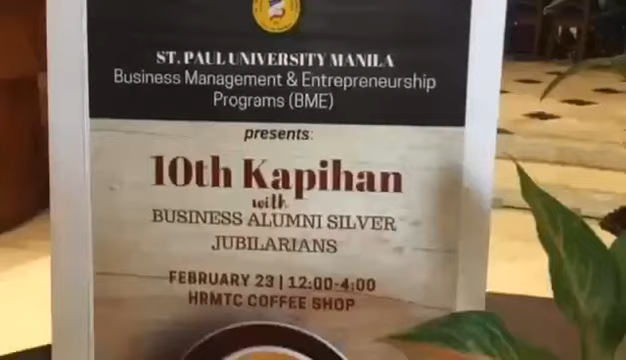 ST. PAUL UNIVERSITY MANILA
Business Management & Entrepreneurship
Programs (BME)
presents:
10th Kapihan
with
BUSINESS ALUMNI SILVER
JUBILARIANS
FEBRUARY 23 | 12:00-4:00
HRMTC COFFEE SHOP